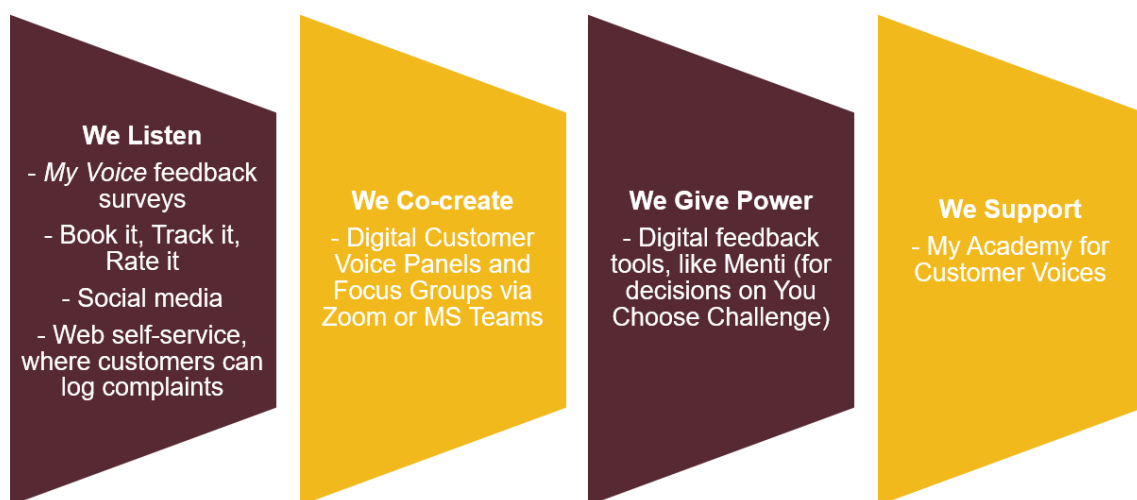 We Listen
- My Voice feedback
surveys
- Book it, Track it,
Rate it
- Social media
- Web self-service,
where customers can
log complaints
We Co-create
- Digital Customer
Voice Panels and
Focus Groups via
Zoom or MS Teams
We Give Power
- Digital feedback
tools, like Menti (for
decisions on You
Choose Challenge)
We Support
- My Academy for
Customer Voices